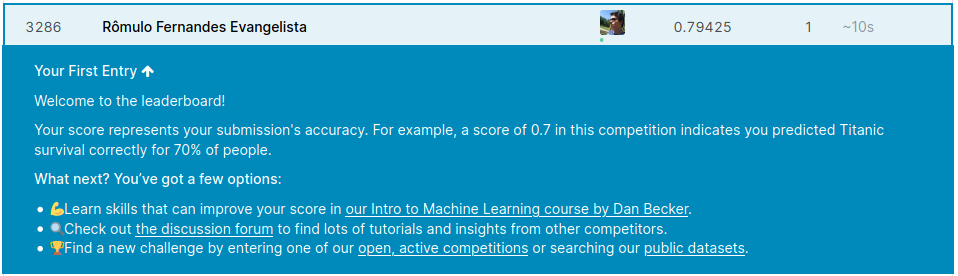 3286 Rômulo Fernandes Evangelista 0.79425 1 ~10s
Your First Entry ↑
Welcome to the leaderboard!
Your score represents your submission's accuracy. For example, a score of 0.7 in this competition indicates you predicted Titanic
survival correctly for 70% of people.
What next? You've got a few options:
• 💪Learn skills that can improve your score in our Intro to Machine Learning course by Dan Becker.
• 🔍Check out the discussion forum to find lots of tutorials and insights from other competitors.
• 🏆Find a new challenge by entering one of our open, active competitions or searching our public datasets.